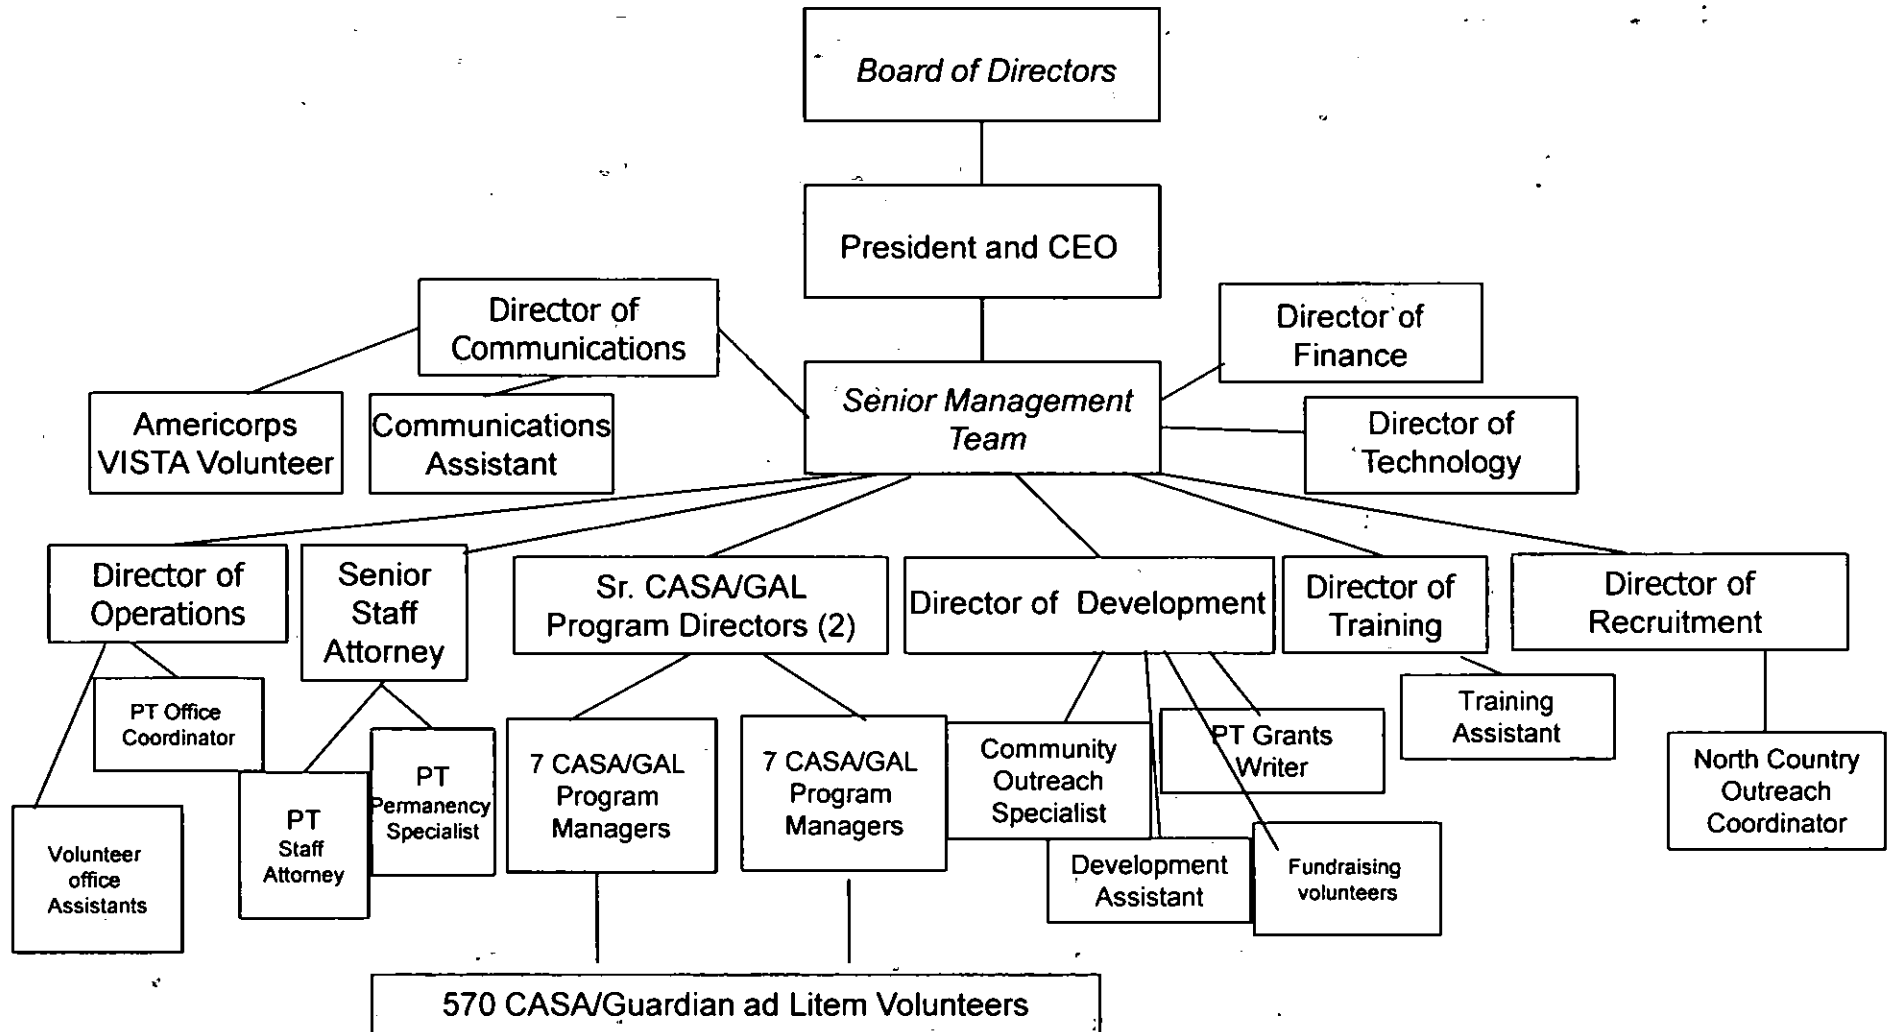 Board of Directors
President and CEO
Director of
Communications
Director of
Finance
Americorps
VISTA Volunteer
Communications
Assistant
Senior Management
Team
Director of
Technology
Director of
Operations
Senior
Staff
Attorney
Sr. CASA/GAL
Program Directors (2)
Director of Development
Director of
Training
Director of
Recruitment
PT Office
Coordinator
Volunteer
office
Assistants
PT
Staff
Attorney
PT
Permanency
Specialist
7 CASA/GAL
Program
Managers
7 CASA/GAL
Program
Managers
Community
Outreach
Specialist
PT Grants
Writer
Development
Assistant
Fundraising
volunteers
Training
Assistant
North Country
Outreach
Coordinator
570 CASA/Guardian ad Litem Volunteers